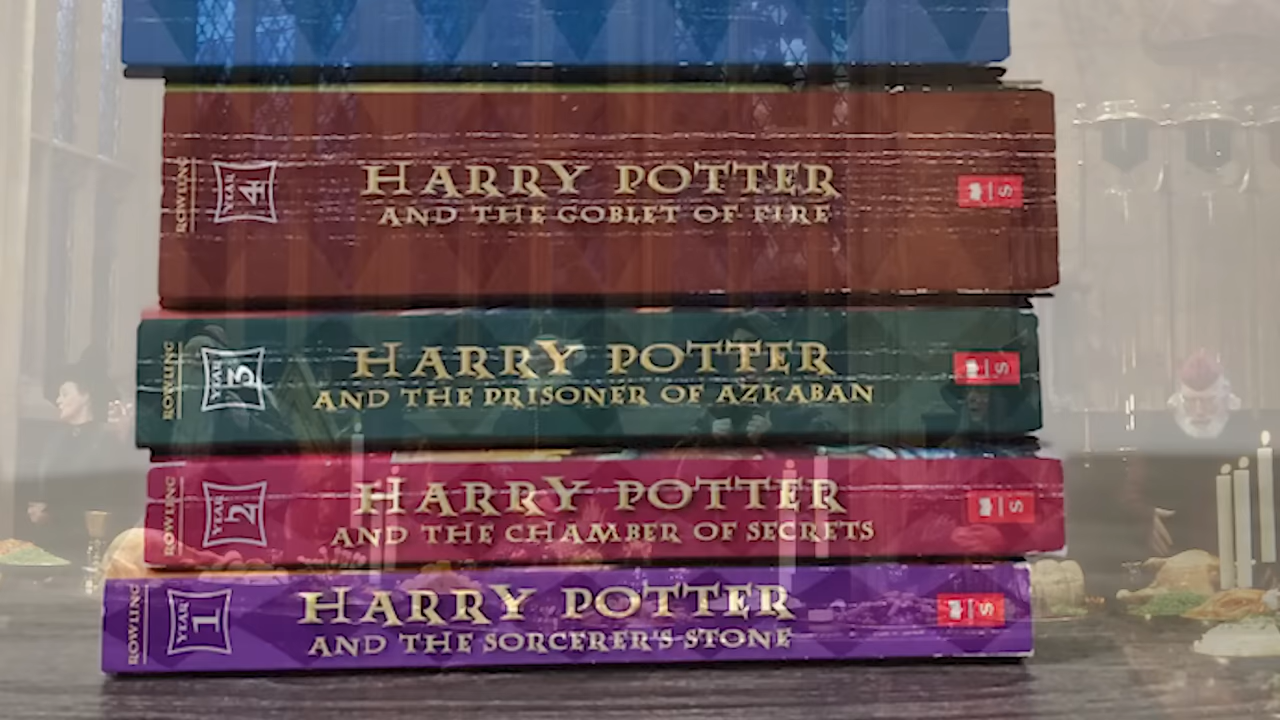 ROWLING
YEAR
4
HARRY POTTER
AND THE GOBLET OF FIRE
S
ROWLING
YEAR
3
HARRY POTTER
AND THE PRISONER OF AZKABAN
S
ROWLING
YEAR
2
HARRY POTTER
AND THE CHAMBER OF SECRETS
S
ROWLING
YEAR
1
HARRY POTTER
AND THE SORCERER'S STONE
S